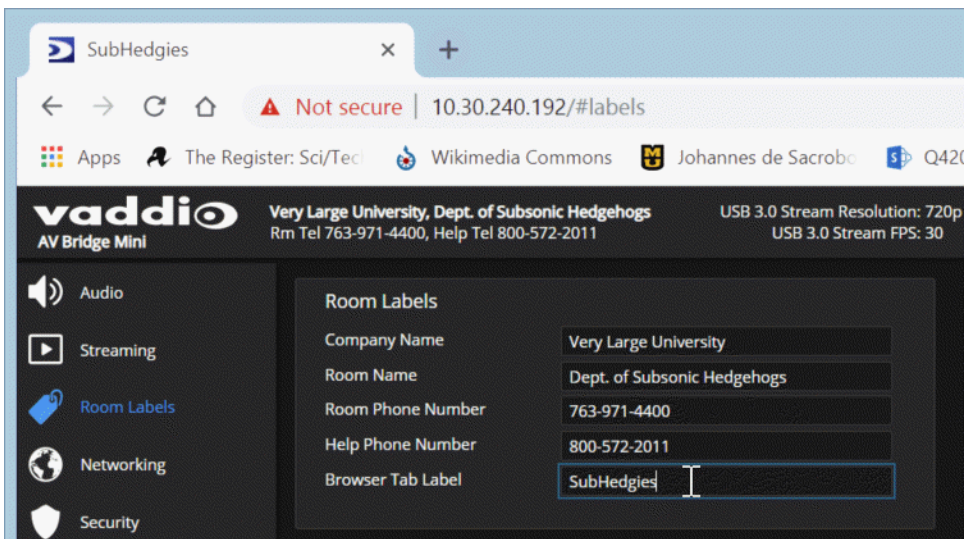 SubHedgies
Not secure | 10.30.240.192/#labels
Apps The Register: Sci/Tec Wikimedia Commons Johannes de Sacrobo Q420
vaddio
AV Bridge Mini
Very Large University, Dept. of Subsonic Hedgehogs
Rm Tel 763-971-4400, Help Tel 800-572-2011
USB 3.0 Stream Resolution: 720p
USB 3.0 Stream FPS: 30
Audio
Streaming
Room Labels
Networking
Security
Room Labels
Company Name Very Large University
Room Name Dept. of Subsonic Hedgehogs
Room Phone Number 763-971-4400
Help Phone Number 800-572-2011
Browser Tab Label SubHedgies